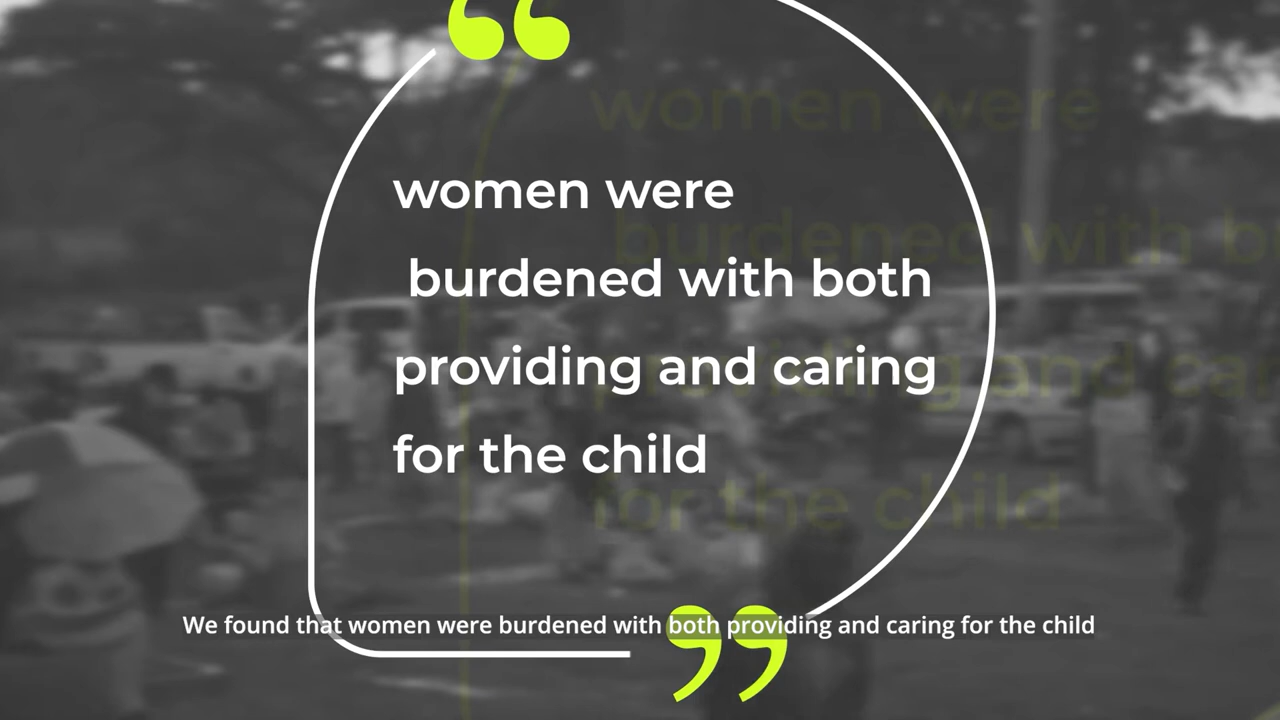 women were
burdened with both
providing and caring
for the child
We found that women were burdened with both providing and caring for the child